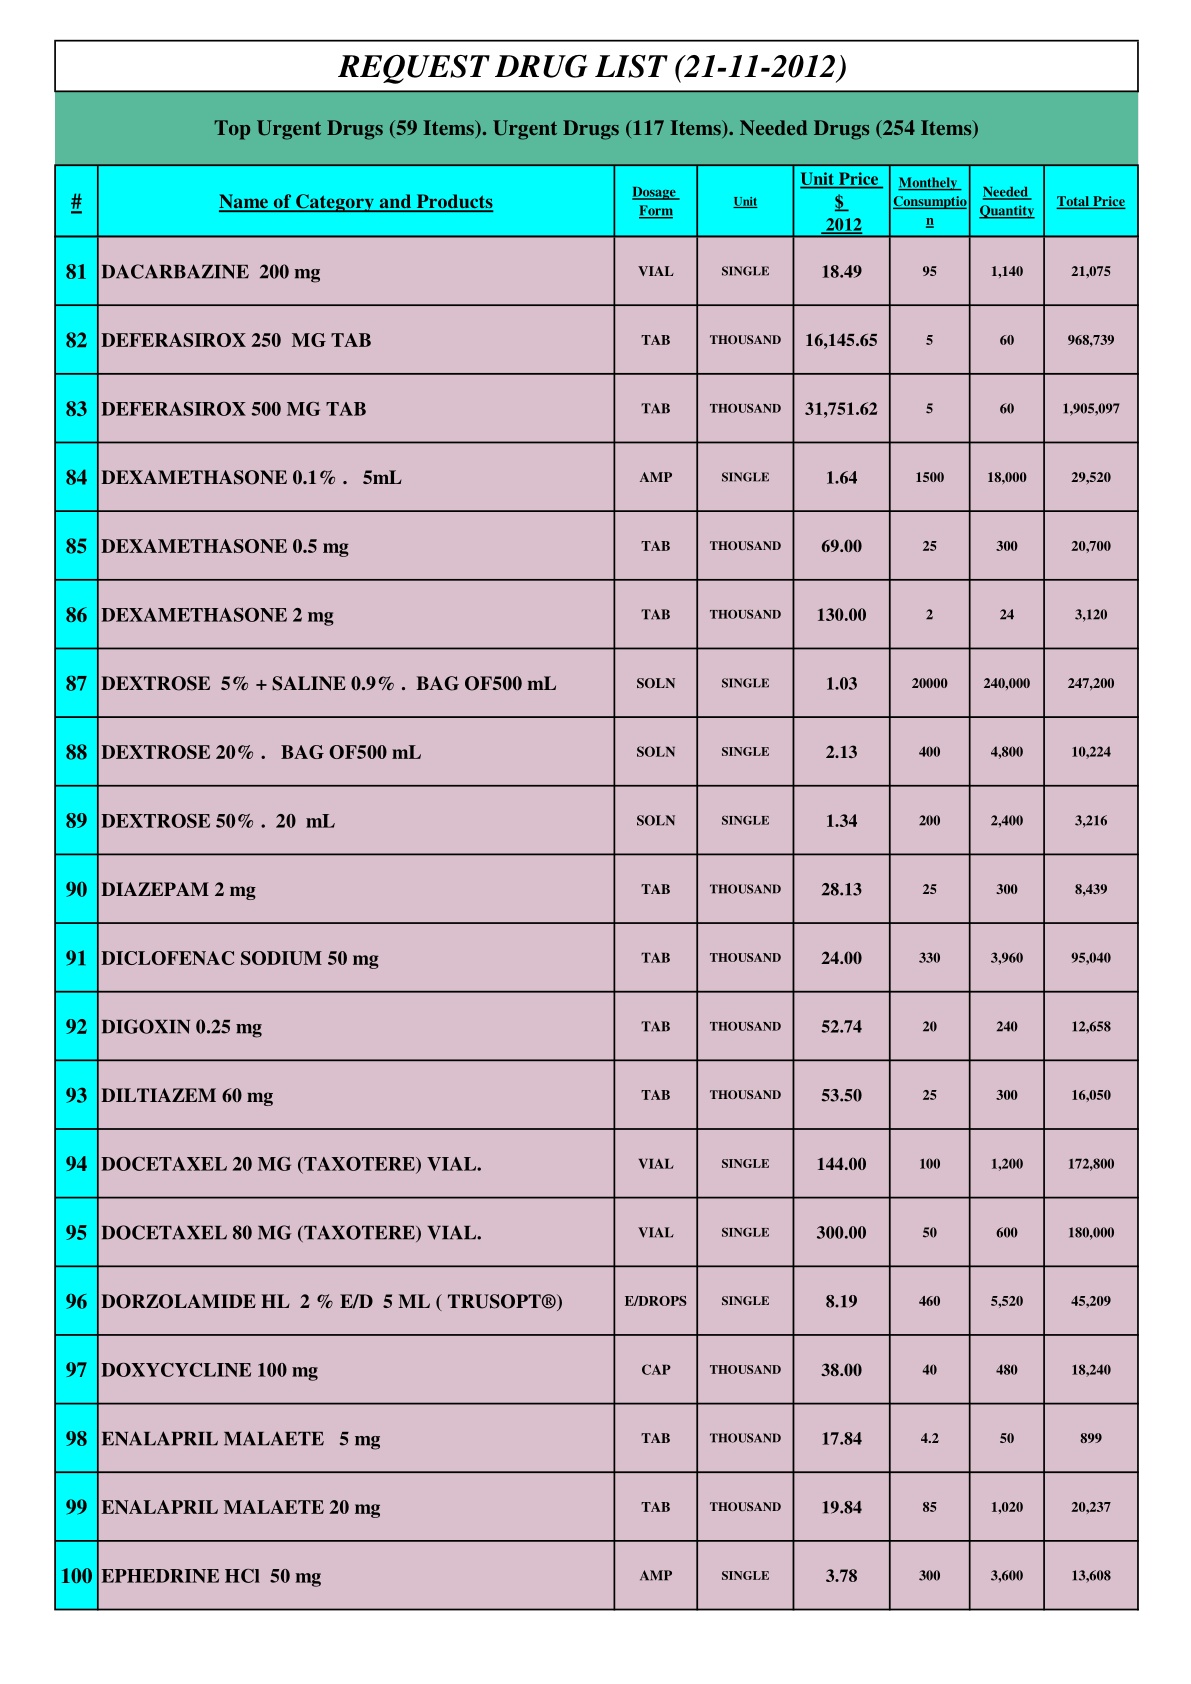 REQUEST DRUG LIST (21-11-2012)
Top Urgent Drugs (59 Items). Urgent Drugs (117 Items). Needed Drugs (254 Items)
# Name of Category and Products Dosage Form Unit Unit Price $ 2012 Monthely Consumption Needed Quantity Total Price
81 DACARBAZINE 200 mg VIAL SINGLE 18.49 95 1,140 21,075
82 DEFERASIROX 250 MG TAB TAB THOUSAND 16,145.65 5 60 968,739
83 DEFERASIROX 500 MG TAB TAB THOUSAND 31,751.62 5 60 1,905,097
84 DEXAMETHASONE 0.1% . 5mL AMP SINGLE 1.64 1500 18,000 29,520
85 DEXAMETHASONE 0.5 mg TAB THOUSAND 69.00 25 300 20,700
86 DEXAMETHASONE 2 mg TAB THOUSAND 130.00 2 24 3,120
87 DEXTROSE 5% + SALINE 0.9% . BAG OF500 mL SOLN SINGLE 1.03 20000 240,000 247,200
88 DEXTROSE 20% . BAG OF500 mL SOLN SINGLE 2.13 400 4,800 10,224
89 DEXTROSE 50% . 20 mL SOLN SINGLE 1.34 200 2,400 3,216
90 DIAZEPAM 2 mg TAB THOUSAND 28.13 25 300 8,439
91 DICLOFENAC SODIUM 50 mg TAB THOUSAND 24.00 330 3,960 95,040
92 DIGOXIN 0.25 mg TAB THOUSAND 52.74 20 240 12,658
93 DILTIAZEM 60 mg TAB THOUSAND 53.50 25 300 16,050
94 DOCETAXEL 20 MG (TAXOTERE) VIAL. VIAL SINGLE 144.00 100 1,200 172,800
95 DOCETAXEL 80 MG (TAXOTERE) VIAL. VIAL SINGLE 300.00 50 600 180,000
96 DORZOLAMIDE HL 2 % E/D 5 ML ( TRUSOPT®) E/DROPS SINGLE 8.19 460 5,520 45,209
97 DOXYCYCLINE 100 mg CAP THOUSAND 38.00 40 480 18,240
98 ENALAPRIL MALAETE 5 mg TAB THOUSAND 17.84 4.2 50 899
99 ENALAPRIL MALAETE 20 mg TAB THOUSAND 19.84 85 1,020 20,237
100 EPHEDRINE HCl 50 mg AMP SINGLE 3.78 300 3,600 13,608